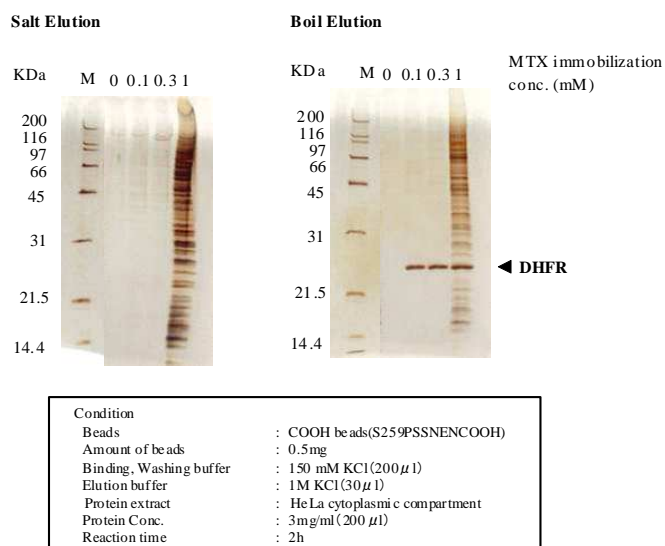 Salt Elution
Boil Elution
KDa M 0 0.1 0.3 1
KDa M 0 0.1 0.3 1
MTX immobilization
conc. (mM)
200
116
97
66
45
31
21.5
14.4
200
116
97
66
45
31
21.5
14.4
◀ DHFR
Condition
Beads : COOH beads(S259PSSNENCOOH)
Amount of beads : 0.5mg
Binding, Washing buffer : 150 mM KCl(200μl)
Elution buffer : 1M KCl(30μl)
Protein extract : HeLa cytoplasmic compartment
Protein Conc. : 3mg/ml(200 μl)
Reaction time : 2h